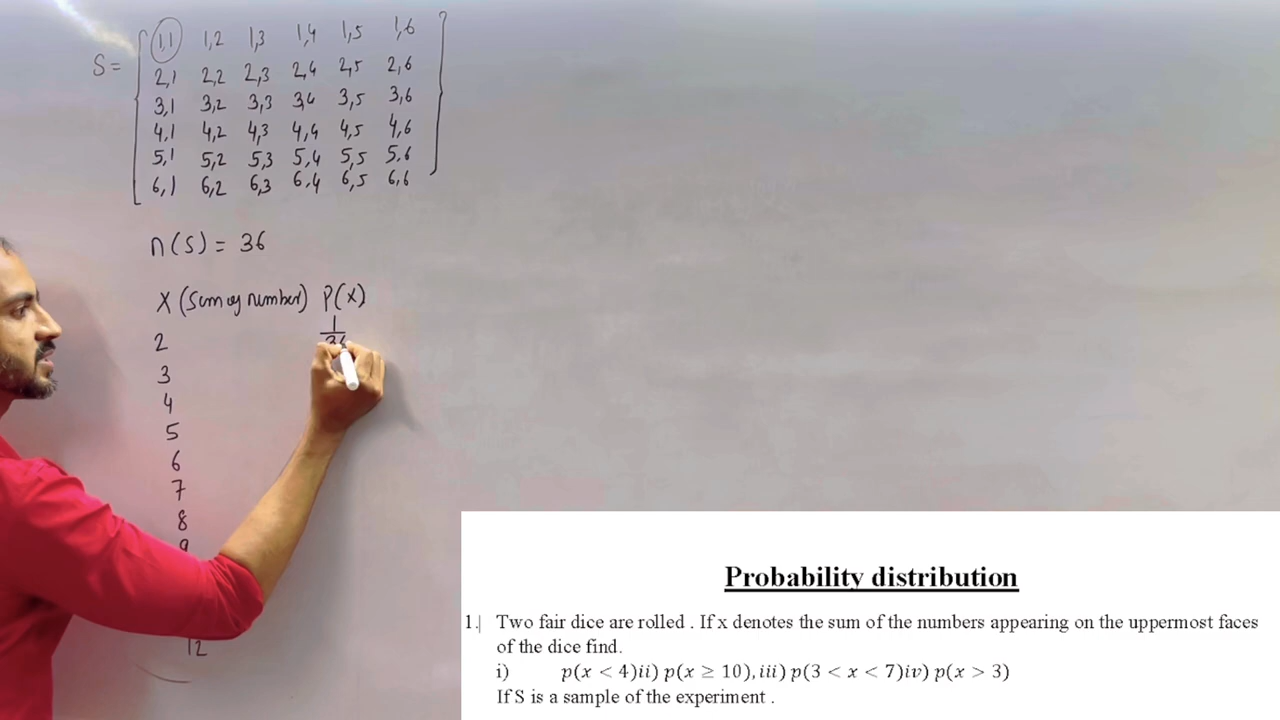 1,1 1,2 1,3 1,4 1,5 1,6
S = 2,1 2,2 2,3 2,4 2,5 2,6
3,1 3,2 3,3 3,4 3,5 3,6
4,1 4,2 4,3 4,4 4,5 4,6
5,1 5,2 5,3 5,4 5,5 5,6
6,1 6,2 6,3 6,4 6,5 6,6
n(S) = 36
X (Sum of number) P(X)
2 1/36
3
4
5
6
7
8
9
12
Probability distribution
1. Two fair dice are rolled . If x denotes the sum of the numbers appearing on the uppermost faces
of the dice find.
i) p(x < 4)ii) p(x ≥ 10), iii) p(3 < x < 7)iv) p(x > 3)
If S is a sample of the experiment .